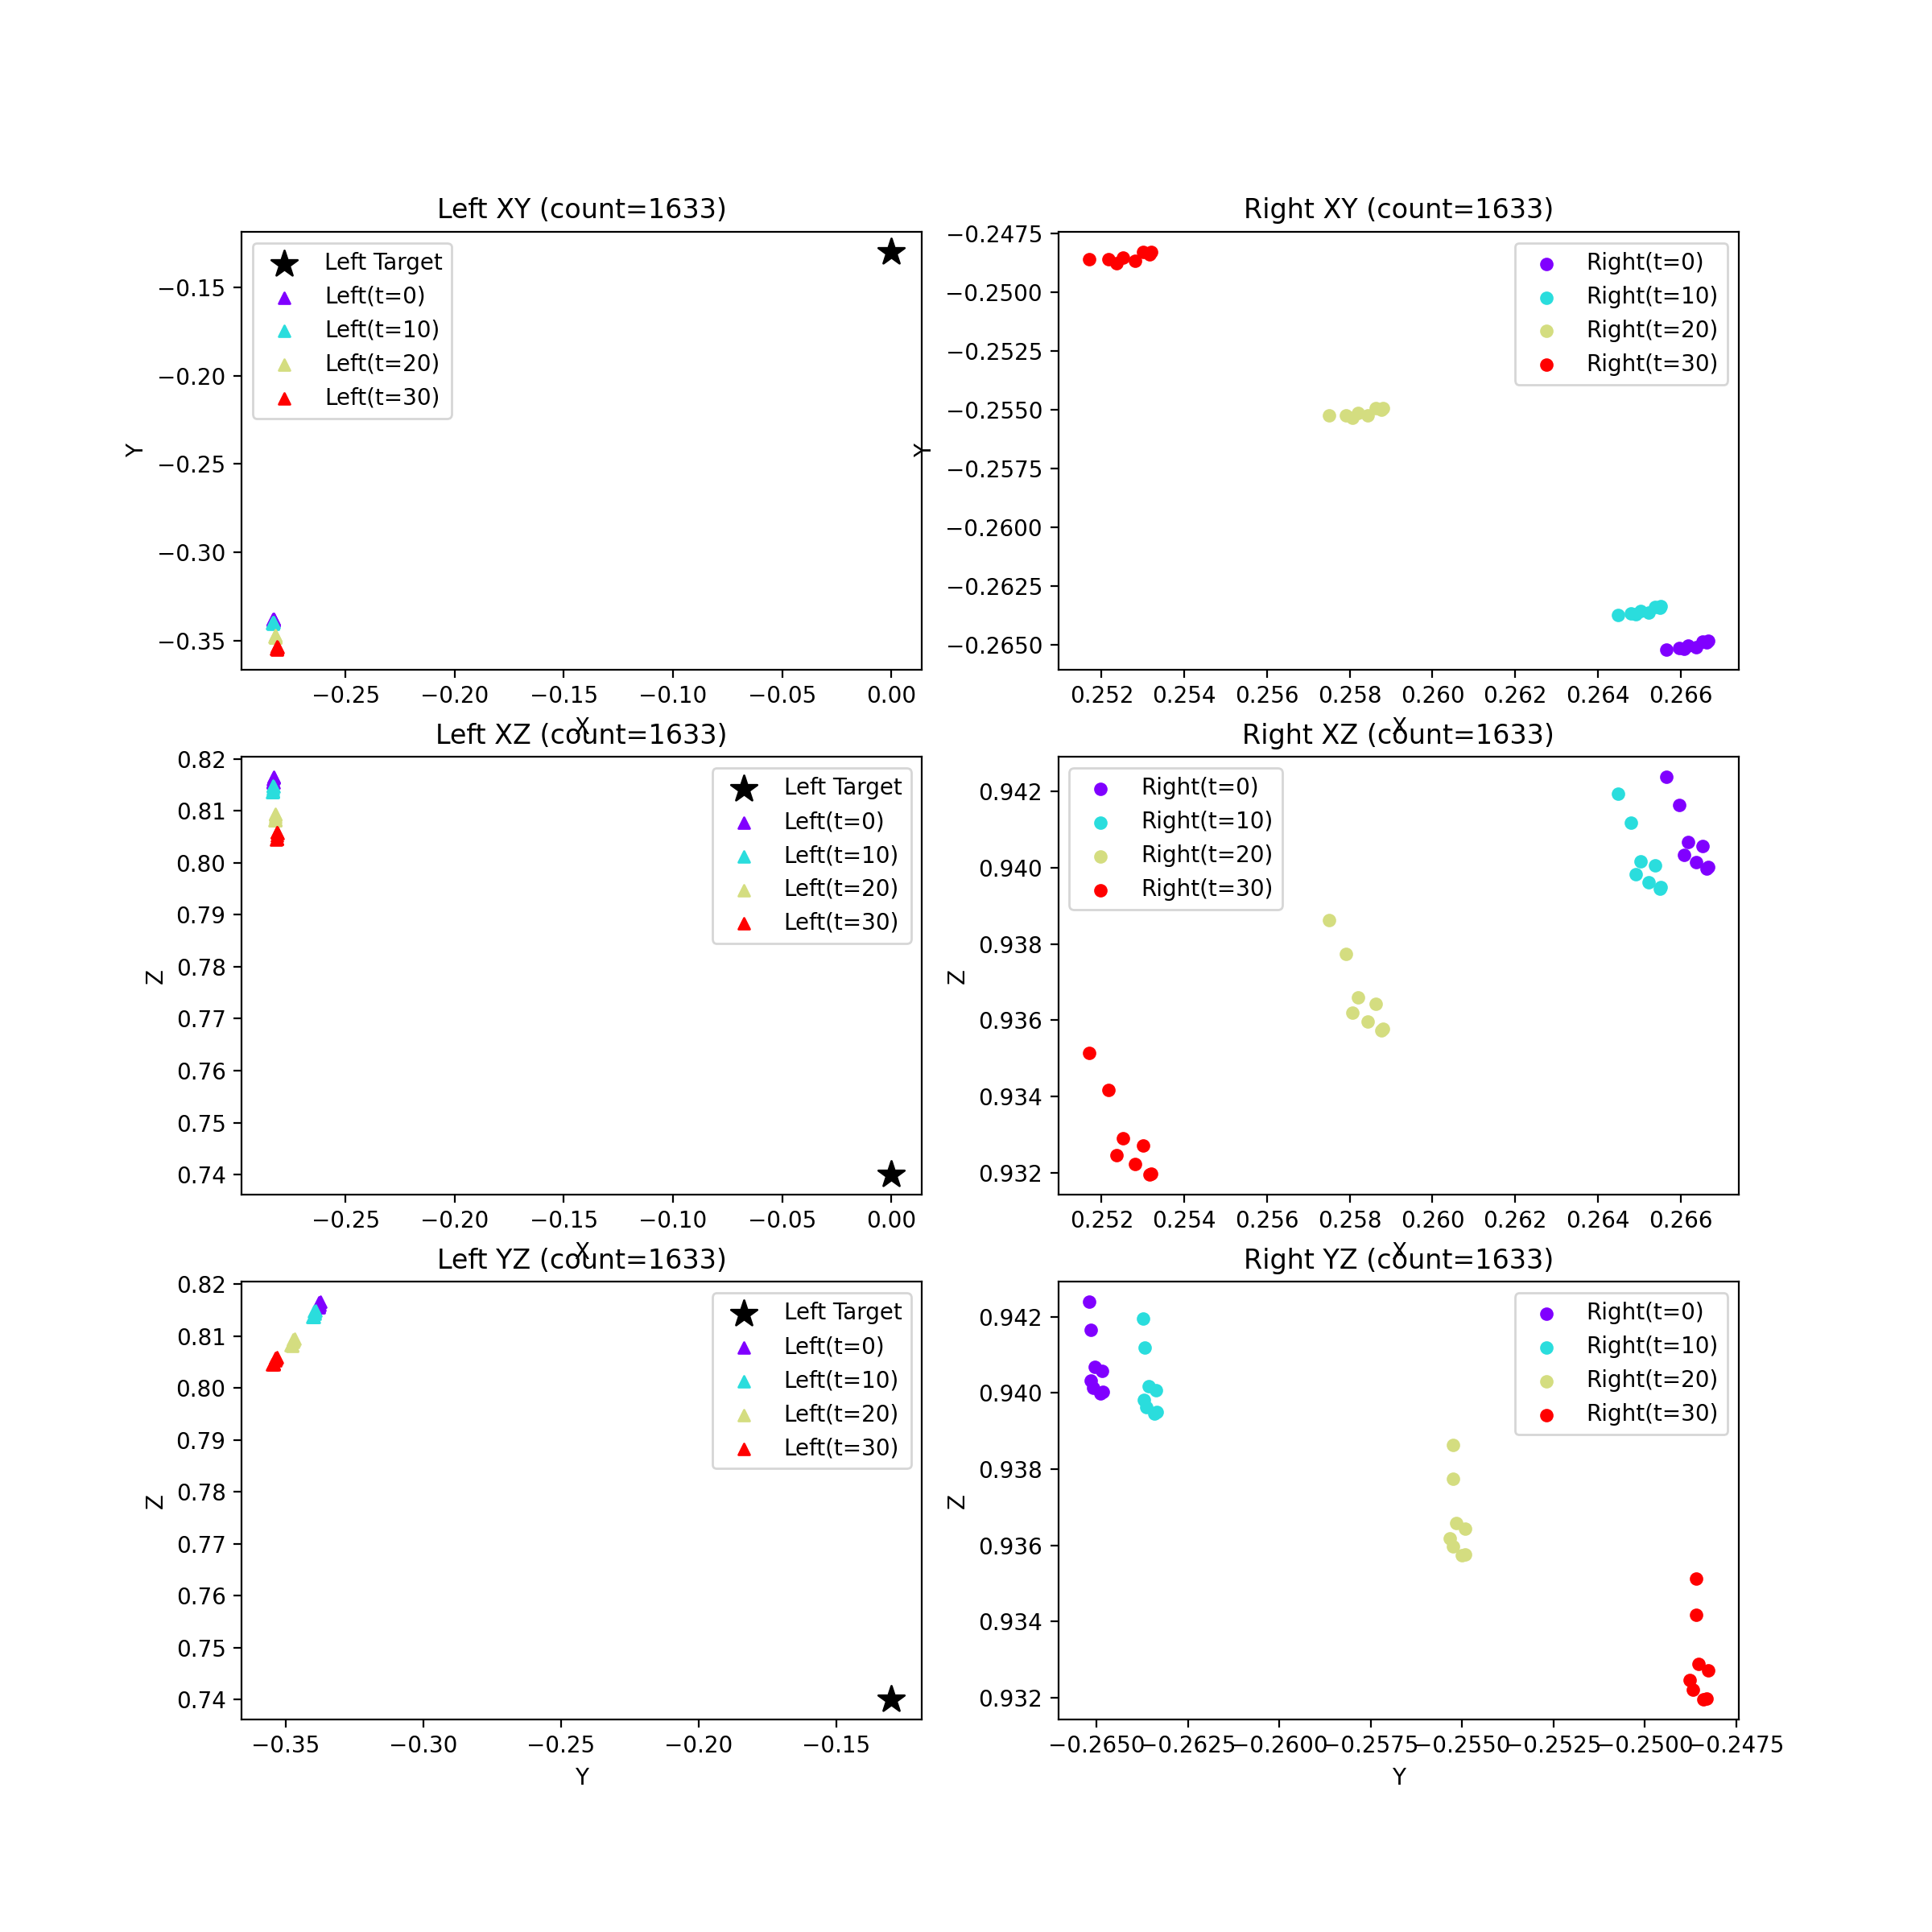 Left XY (count=1633)
Left Target
Left(t=0)
Left(t=10)
Left(t=20)
Left(t=30)
−0.15
−0.20
−0.25
−0.30
−0.35
Y
−0.25
−0.20
−0.15
−0.10
−0.05
0.00
X
Right XY (count=1633)
Right(t=0)
Right(t=10)
Right(t=20)
Right(t=30)
−0.2475
−0.2500
−0.2525
−0.2550
−0.2575
−0.2600
−0.2625
−0.2650
Y
0.252
0.254
0.256
0.258
0.260
0.262
0.264
0.266
X
Left XZ (count=1633)
Left Target
Left(t=0)
Left(t=10)
Left(t=20)
Left(t=30)
0.82
0.81
0.80
0.79
0.78
0.77
0.76
0.75
0.74
Z
−0.25
−0.20
−0.15
−0.10
−0.05
0.00
X
Right XZ (count=1633)
Right(t=0)
Right(t=10)
Right(t=20)
Right(t=30)
0.942
0.940
0.938
0.936
0.934
0.932
Z
0.252
0.254
0.256
0.258
0.260
0.262
0.264
0.266
X
Left YZ (count=1633)
Left Target
Left(t=0)
Left(t=10)
Left(t=20)
Left(t=30)
0.82
0.81
0.80
0.79
0.78
0.77
0.76
0.75
0.74
Z
−0.35
−0.30
−0.25
−0.20
−0.15
Y
Right YZ (count=1633)
Right(t=0)
Right(t=10)
Right(t=20)
Right(t=30)
0.942
0.940
0.938
0.936
0.934
0.932
Z
−0.2650
−0.2625
−0.2600
−0.2575
−0.2550
−0.2525
−0.2500
−0.2475
Y